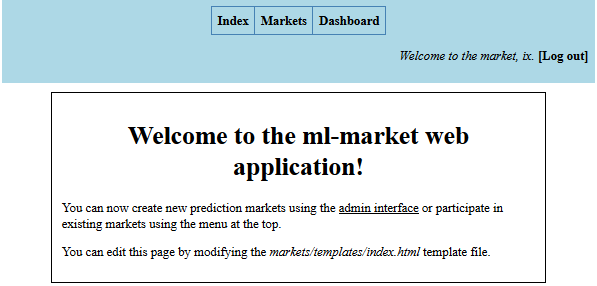 Index Markets Dashboard
Welcome to the market, ix. [Log out]
Welcome to the ml-market web
application!
You can now create new prediction markets using the admin interface or participate in
existing markets using the menu at the top.
You can edit this page by modifying the markets/templates/index.html template file.